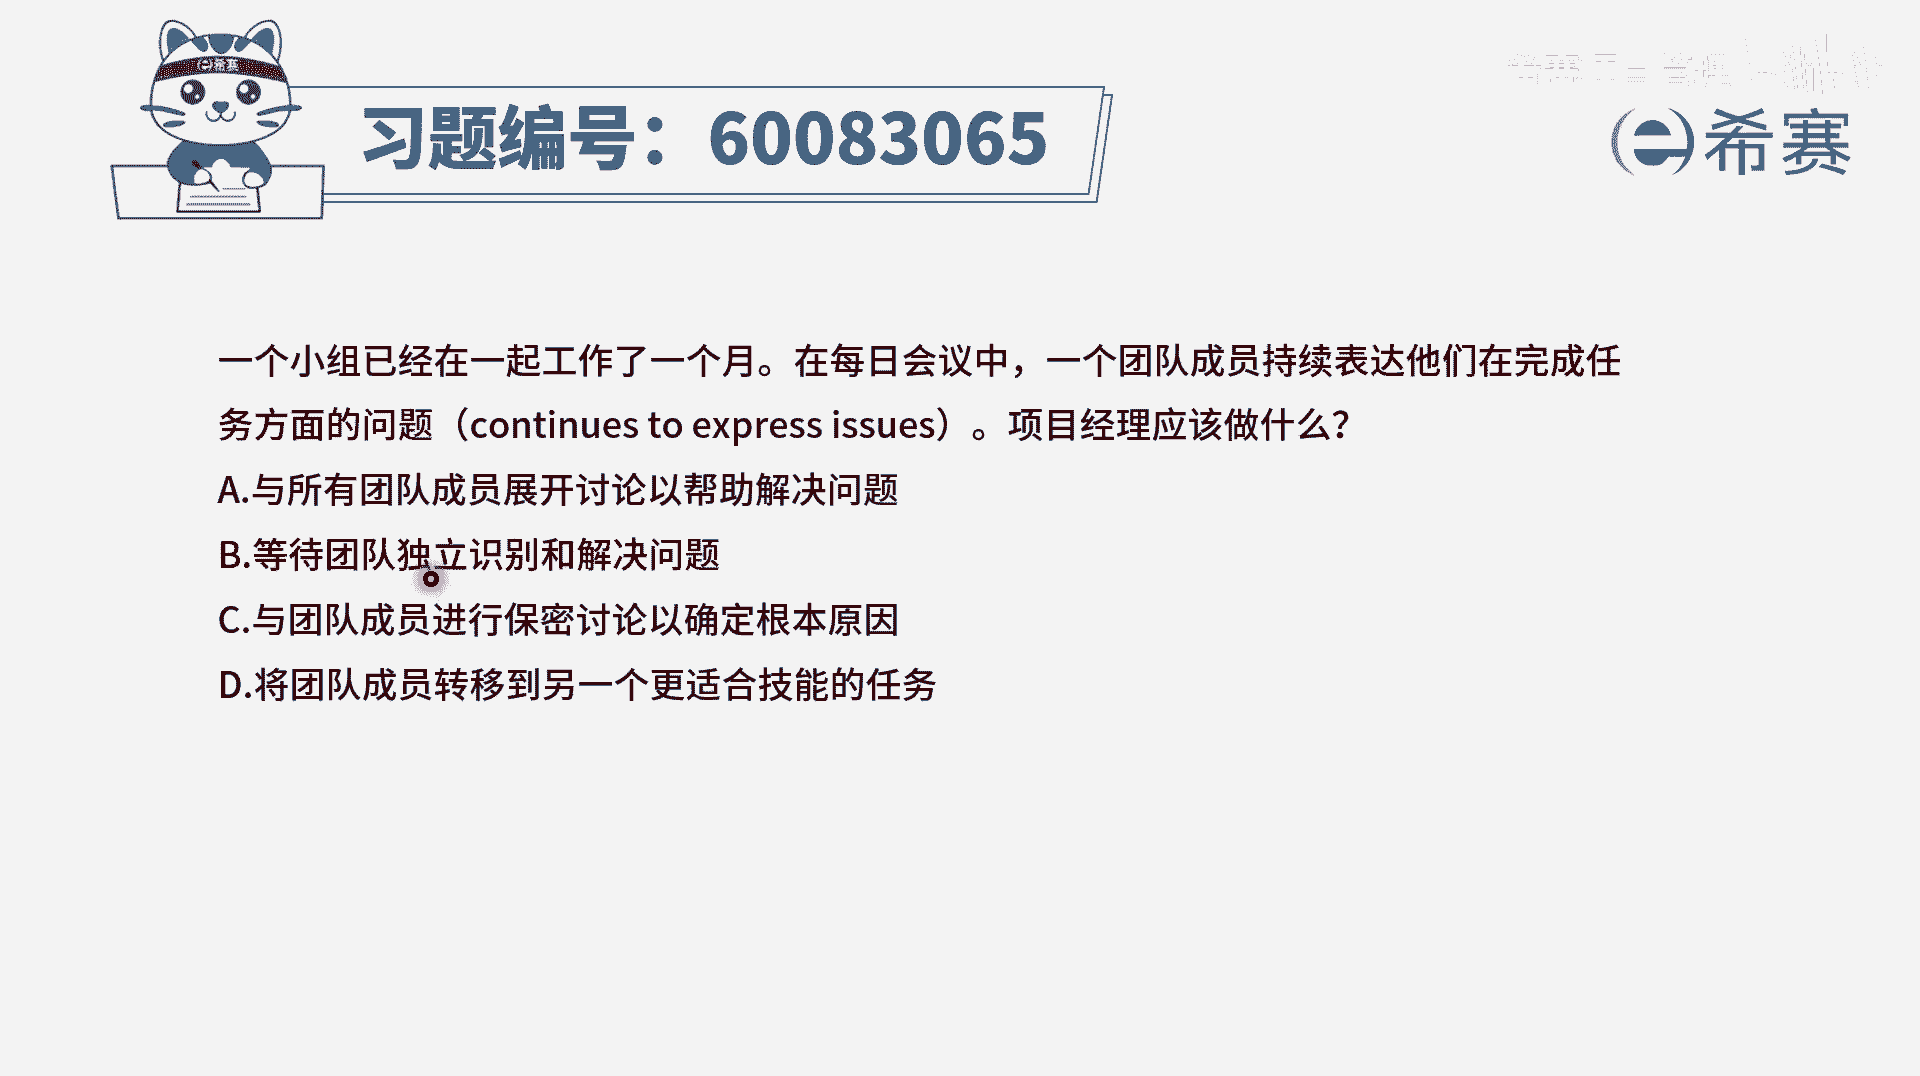 希赛
习题编号：60083065
希赛
一个小组已经在一起工作了一个月。在每日会议中，一个团队成员持续表达他们在完成任
务方面的问题（continues to express issues）。项目经理应该做什么？
A.与所有团队成员展开讨论以帮助解决问题
B.等待团队独立识别和解决问题
C.与团队成员进行保密讨论以确定根本原因
D.将团队成员转移到另一个更适合技能的任务